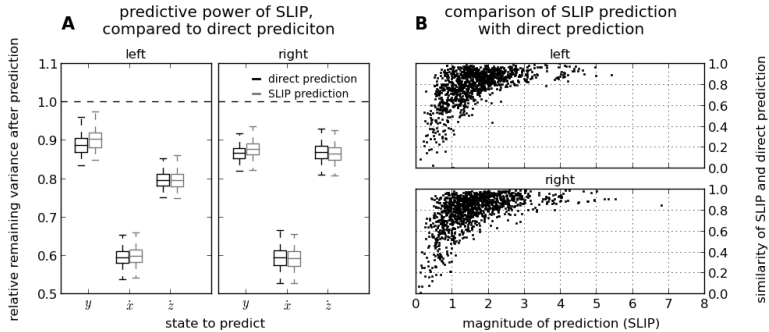 A
predictive power of SLIP,
compared to direct prediciton
left
right
relative remaining variance after prediction
1.1
1.0
0.9
0.8
0.7
0.6
0.5
direct prediction
SLIP prediction
y
ẋ
ż
y
ẋ
ż
state to predict
B
comparison of SLIP prediction
with direct prediction
left
1.0
0.8
0.6
0.4
0.2
0.0
right
1.0
0.8
0.6
0.4
0.2
0.0
0 1 2 3 4 5 6 7 8
magnitude of prediction (SLIP)
similarity of SLIP and direct prediction